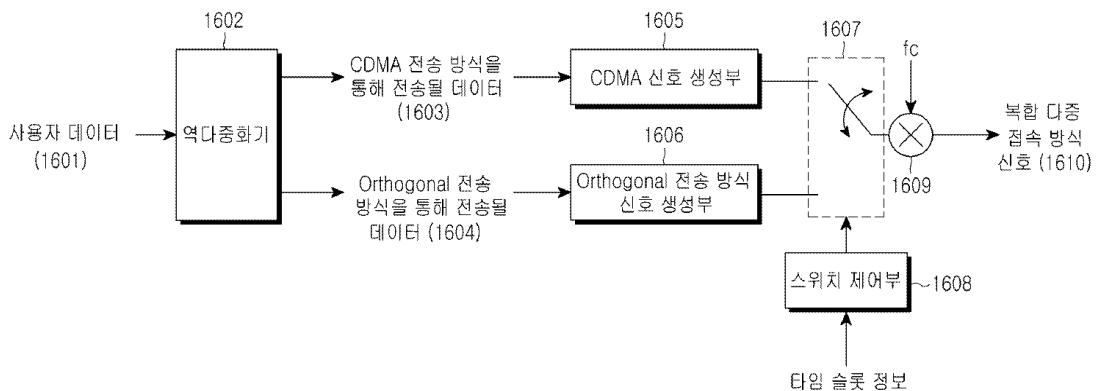 1602
역다중화기
사용자 데이터
(1601)
CDMA 전송 방식을
통해 전송될 데이터
(1603)
Orthogonal 전송
방식을 통해 전송될
데이터 (1604)
1605
CDMA 신호 생성부
1606
Orthogonal 전송 방식
신호 생성부
1607
fc
1609
복합 다중
접속 방식
신호 (1610)
스위치 제어부
1608
타임 슬롯 정보